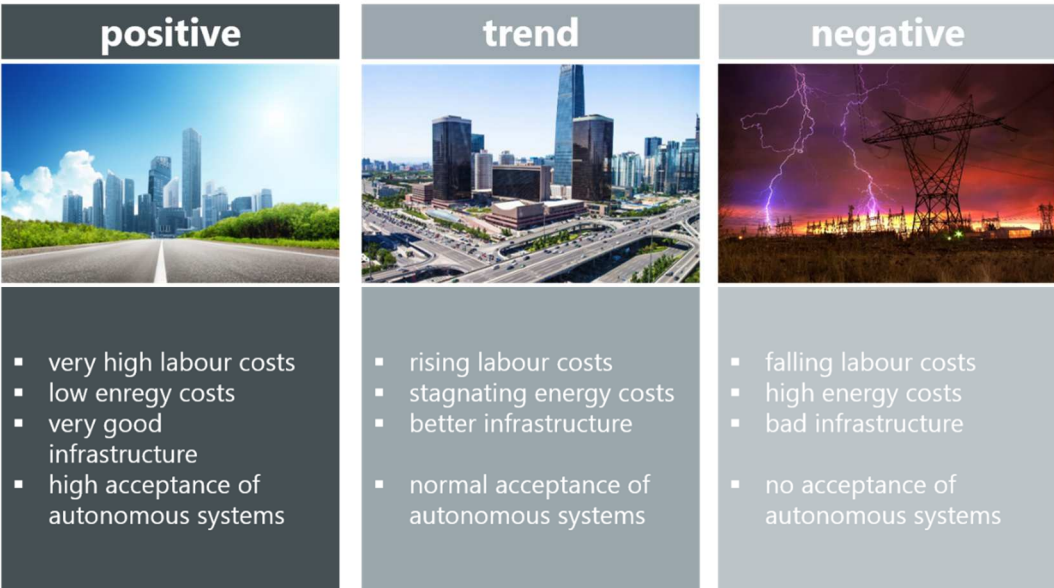 positive
▪ very high labour costs
▪ low enregy costs
▪ very good
infrastructure
▪ high acceptance of
autonomous systems
trend
▪ rising labour costs
▪ stagnating energy costs
▪ better infrastructure
▪ normal acceptance of
autonomous systems
negative
▪ falling labour costs
▪ high energy costs
▪ bad infrastructure
▪ no acceptance of
autonomous systems